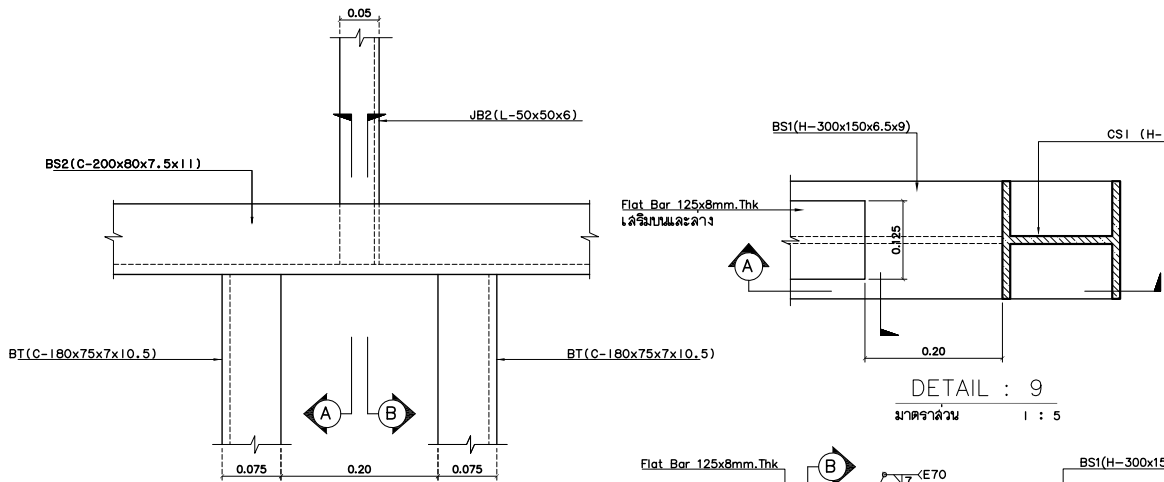 0.05
JB2(L-50x50x6)
BS2(C-200x80x7.5x11)
BT(C-180x75x7x10.5)
BT(C-180x75x7x10.5)
A
B
0.075
0.20
0.075
BS1(H-300x150x6.5x9)
CS1 (H-
Flat Bar 125x8mm.Thk
เสริมบนและล่าง
0.125
A
0.20
DETAIL : 9
มาตราส่วน 1 : 5
Flat Bar 125x8mm.Thk
B
7
E70
BS1(H-300x15